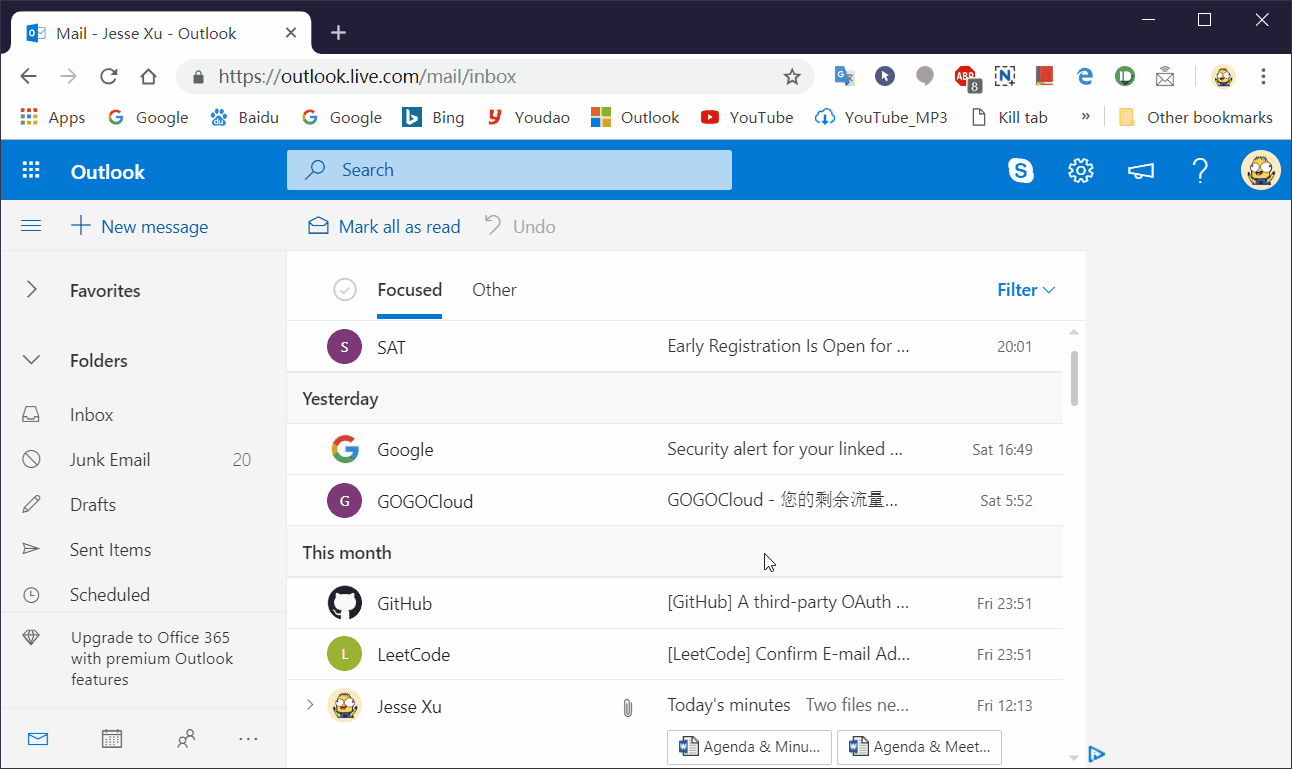 Mail - Jesse Xu - Outlook
https://outlook.live.com/mail/inbox
ABP 8
Apps Google Baidu Google Bing Youdao Outlook YouTube YouTube_MP3 Kill tab » Other bookmarks
Outlook Search
New message Mark all as read Undo
Favorites
Focused Other Filter
Folders
S SAT Early Registration Is Open for ... 20:01
Yesterday
Inbox
Google Security alert for your linked ... Sat 16:49
Junk Email 20
G GOGOCloud GOGOCloud - 您的剩余流量... Sat 5:52
Drafts
Sent Items
This month
Scheduled
GitHub [GitHub] A third-party OAuth ... Fri 23:51
Upgrade to Office 365
with premium Outlook
features
L LeetCode [LeetCode] Confirm E-mail Ad... Fri 23:51
Jesse Xu Today's minutes Two files ne... Fri 12:13
Agenda & Minu... Agenda & Meet...